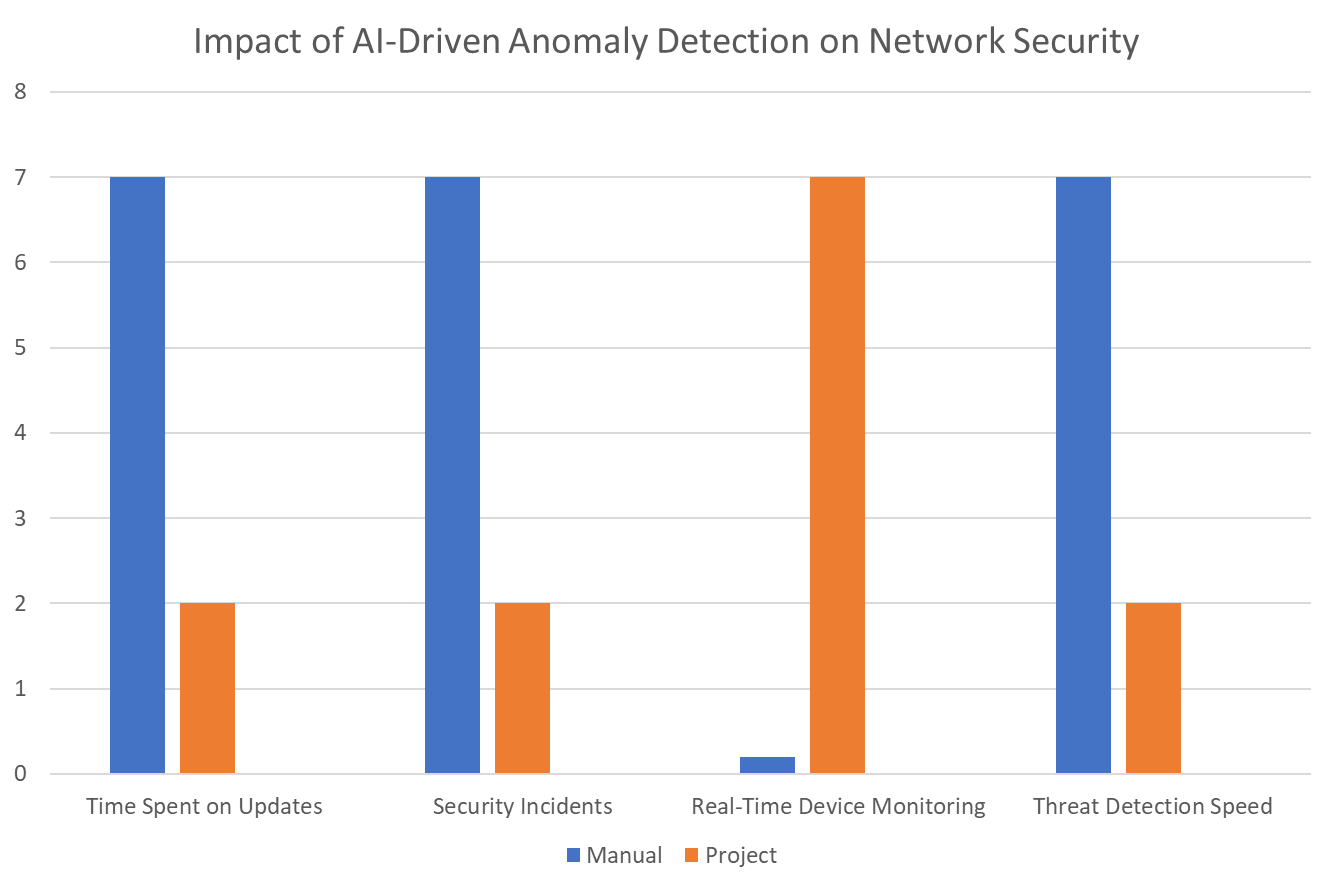 Impact of AI-Driven Anomaly Detection on Network Security
8
7
6
5
4
3
2
1
0
Time Spent on Updates
Security Incidents
Real-Time Device Monitoring
Threat Detection Speed
Manual
Project